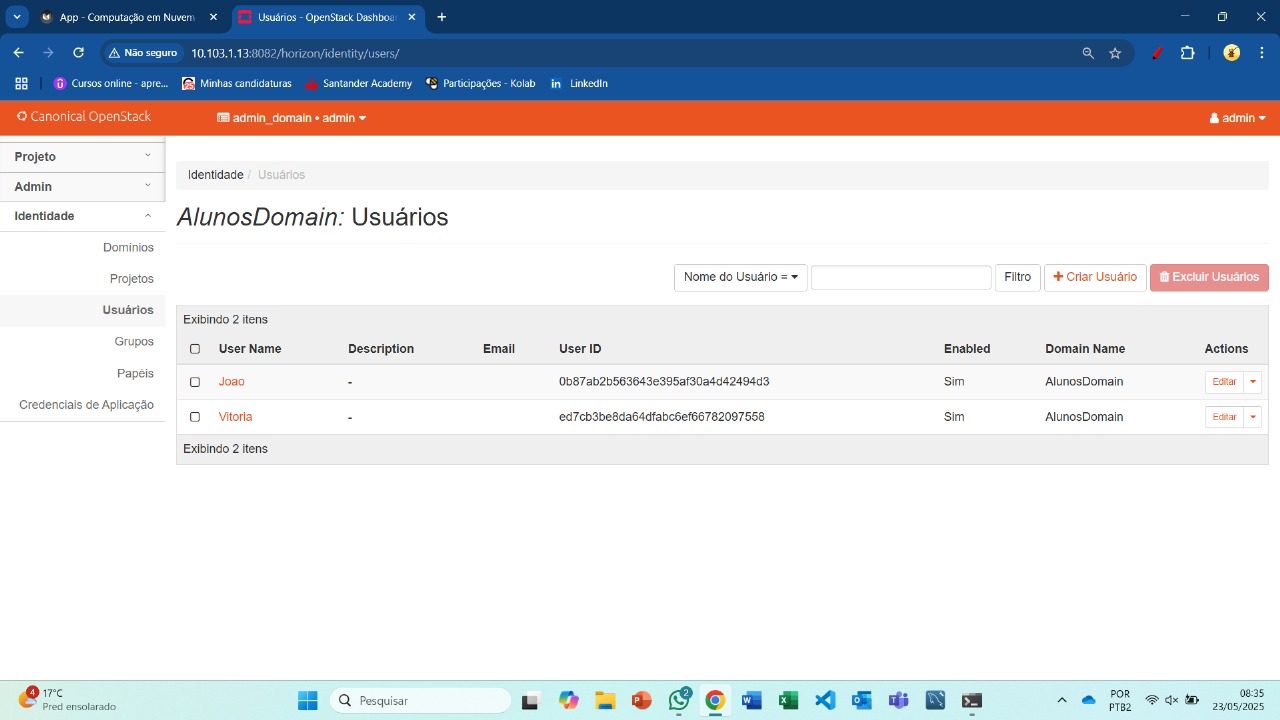 App - Computação em Nuvem
Usuários - OpenStack Dashboar
Não seguro
10.103.1.13:8082/horizon/identity/users/
Cursos online - apre...
Minhas candidaturas
Santander Academy
Participações - Kolab
LinkedIn
Canonical OpenStack
admin_domain • admin
admin
Projeto
Admin
Identidade
Domínios
Projetos
Usuários
Grupos
Papéis
Credenciais de Aplicação
Identidade / Usuários
AlunosDomain: Usuários
Nome do Usuário =
Filtro
Criar Usuário
Excluir Usuários
Exibindo 2 itens
User Name Description Email User ID Enabled Domain Name Actions
Joao - 0b87ab2b563643e395af30a4d42494d3 Sim AlunosDomain Editar
Vitoria - ed7cb3be8da64dfabc6ef66782097558 Sim AlunosDomain Editar
Exibindo 2 itens
4
17°C
Pred ensolarado
Pesquisar
2
POR
PTB2
08:35
23/05/2025